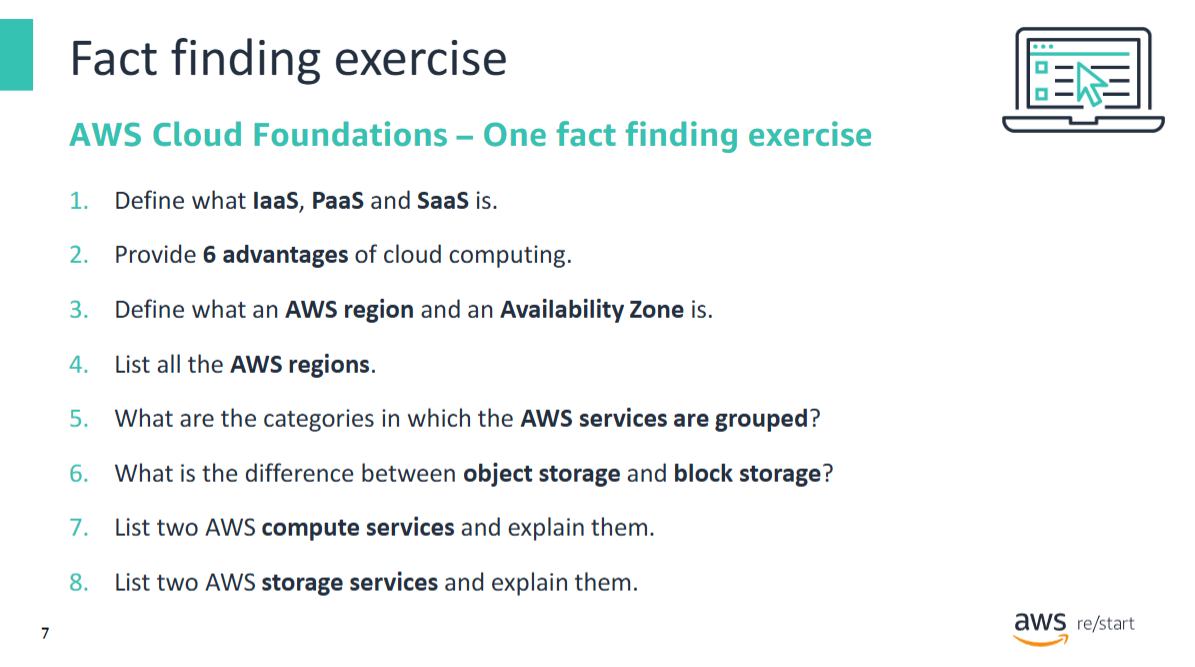 Fact finding exercise
AWS Cloud Foundations – One fact finding exercise
1. Define what IaaS, PaaS and SaaS is.
2. Provide 6 advantages of cloud computing.
3. Define what an AWS region and an Availability Zone is.
4. List all the AWS regions.
5. What are the categories in which the AWS services are grouped?
6. What is the difference between object storage and block storage?
7. List two AWS compute services and explain them.
8. List two AWS storage services and explain them.
7
aws re/start